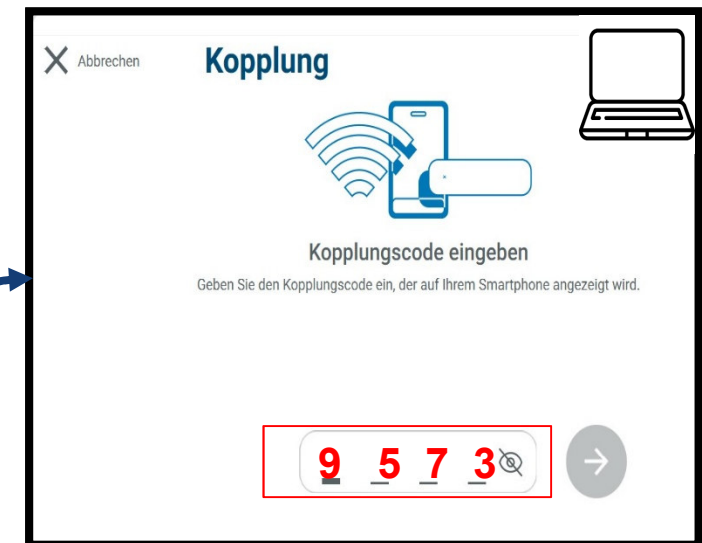 Abbrechen
Kopplung
Kopplungscode eingeben
Geben Sie den Kopplungscode ein, der auf Ihrem Smartphone angezeigt wird.
9 5 7 3